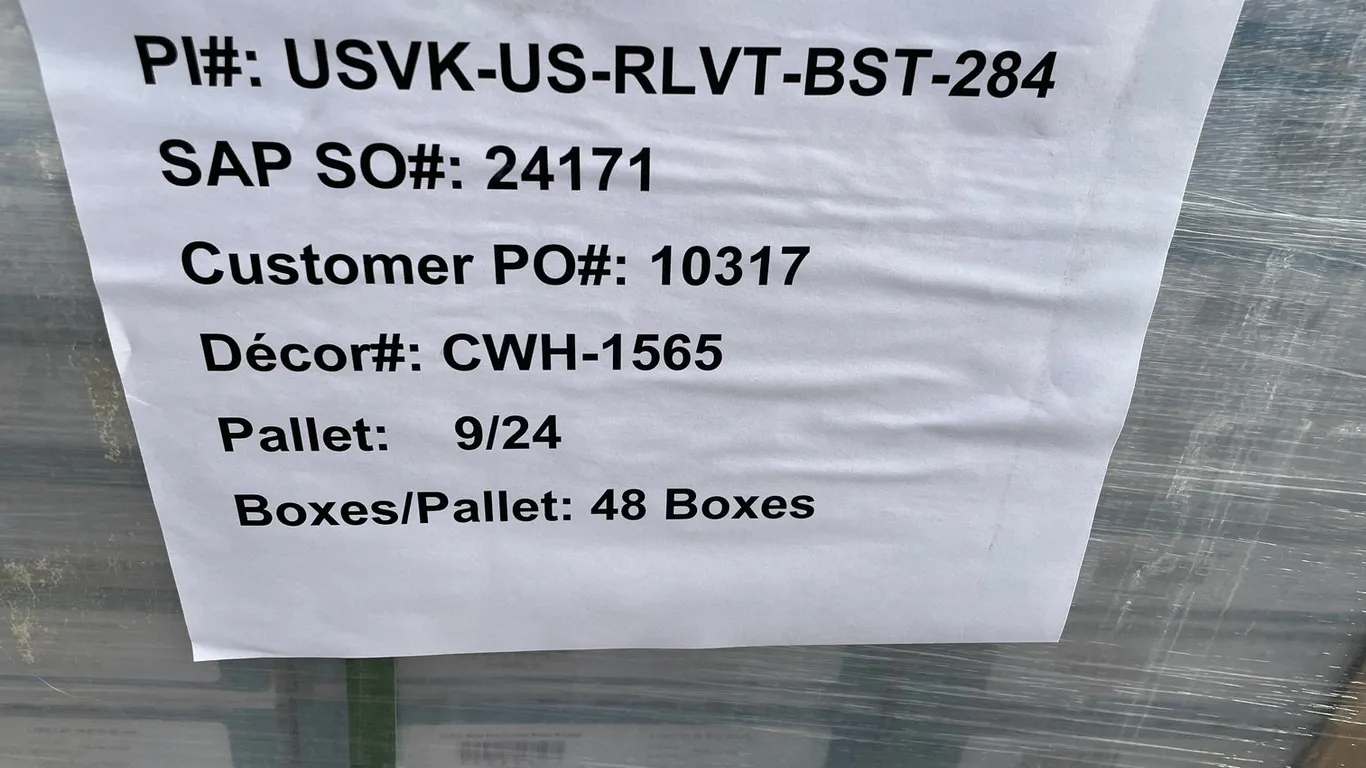 PI#: USVK-US-RLVT-BST-284
SAP SO#: 24171
Customer PO#: 10317
Décor#: CWH-1565
Pallet: 9/24
Boxes/Pallet: 48 Boxes